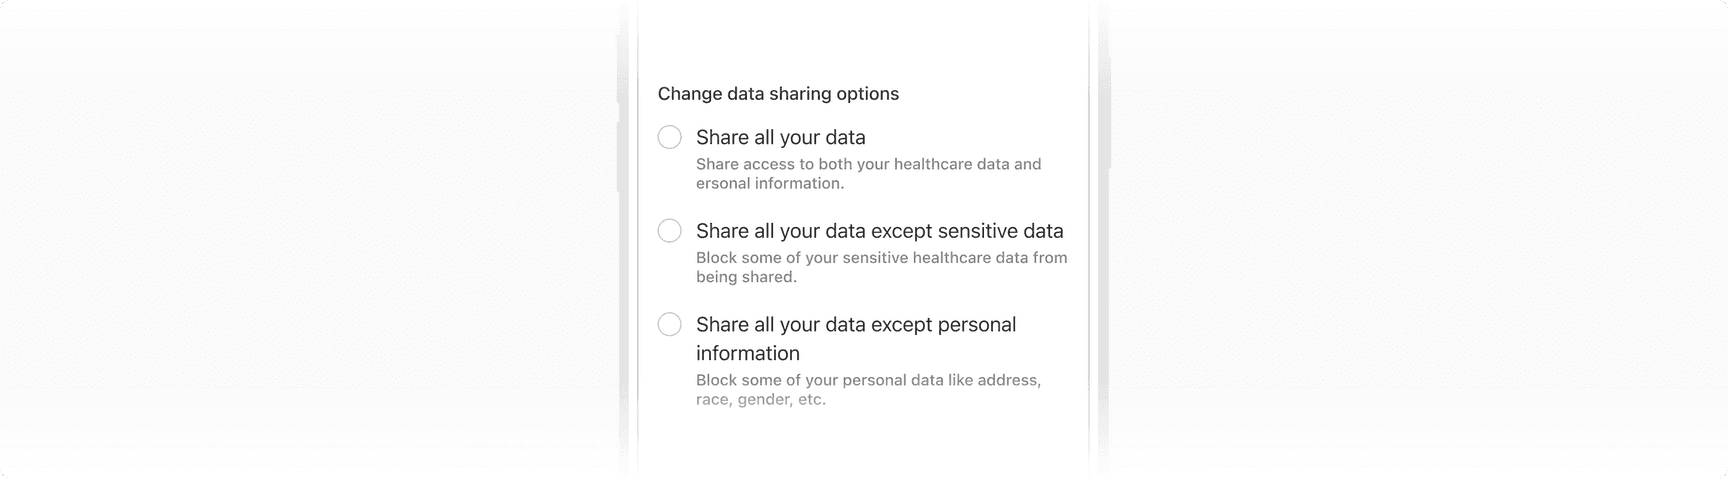 Change data sharing options
Share all your data
Share access to both your healthcare data and
ersonal information.
Share all your data except sensitive data
Block some of your sensitive healthcare data from
being shared.
Share all your data except personal
information
Block some of your personal data like address,
race, gender, etc.